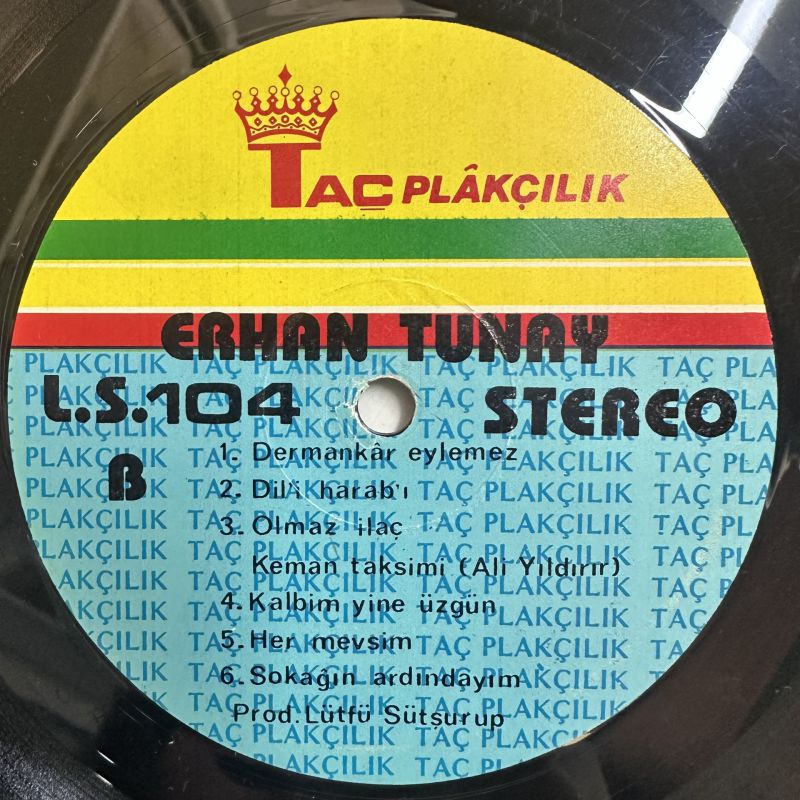 TAÇ PLÂKÇILIK
ERHAN TUNAY
L.S.104 STEREO
B
1. Dermankâr eylemez
2. Dil'i harab'ı
3. Olmaz ilaç
Keman taksimi (Ali Yıldırır)
4. Kalbim yine üzgün
5. Her mevsim
6. Sokağın ardındayım
Prod. Lütfü Sütsurup